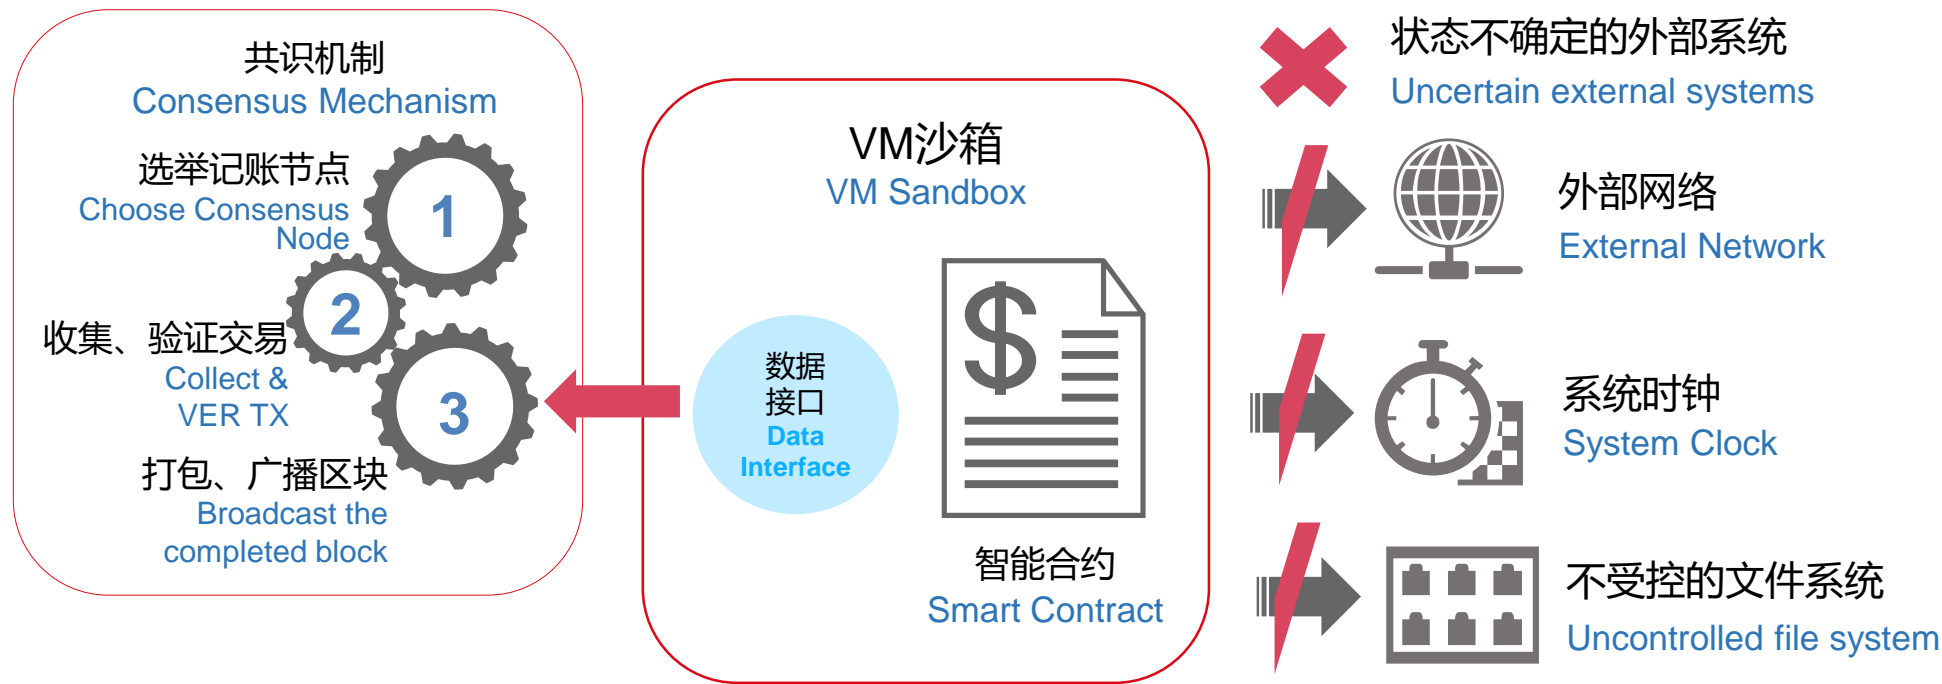 共识机制
Consensus Mechanism
选举记账节点
Choose Consensus
Node
1
2
收集、验证交易
Collect &
VER TX
3
打包、广播区块
Broadcast the
completed block
VM沙箱
VM Sandbox
数据
接口
Data
Interface
$
智能合约
Smart Contract
状态不确定的外部系统
Uncertain external systems
外部网络
External Network
系统时钟
System Clock
不受控的文件系统
Uncontrolled file system